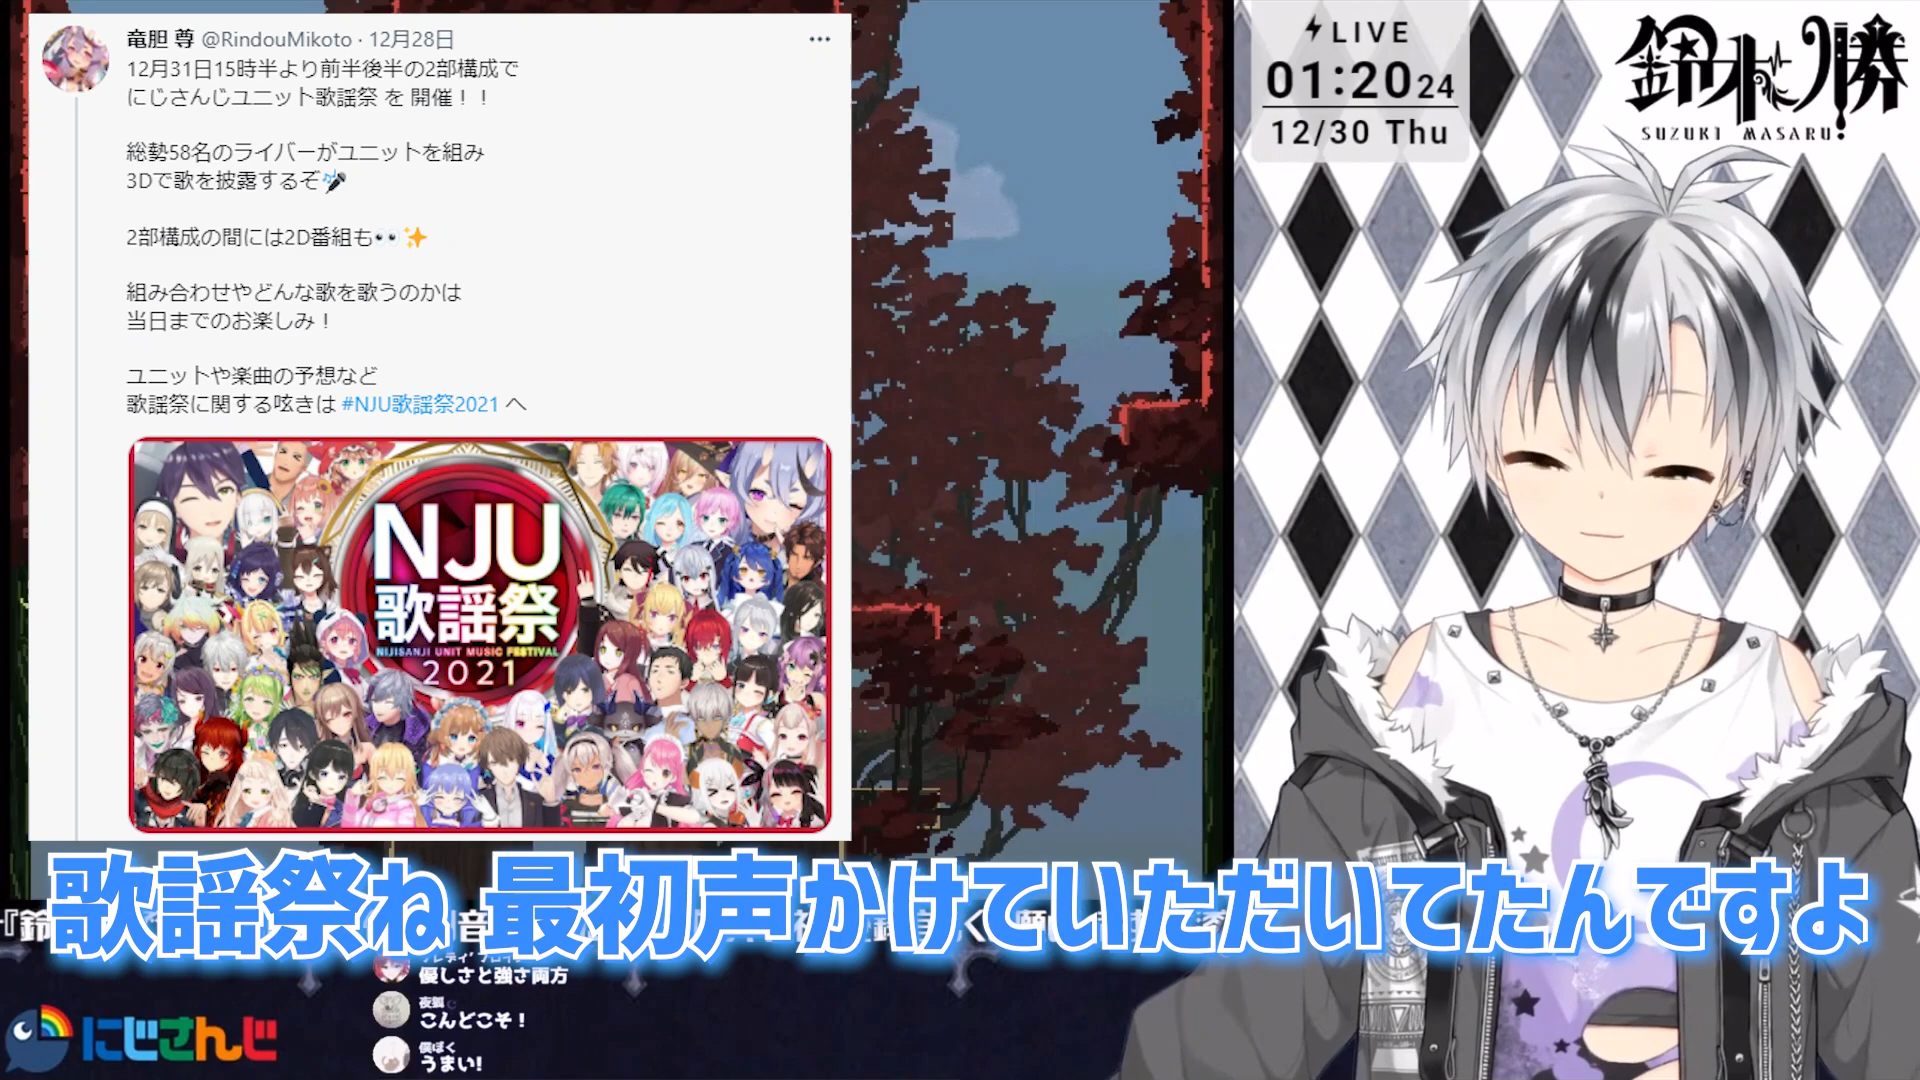 竜胆 尊 @RindouMikoto · 12月28日
12月31日15時半より前半後半の2部構成で
にじさんじユニット歌謡祭 を 開催！！
総勢58名のライバーがユニットを組み
3Dで歌を披露するぞ🎤
2部構成の間には2D番組も👀✨
組み合わせやどんな歌を歌うのかは
当日までのお楽しみ！
ユニットや楽曲の予想など
歌謡祭に関する呟きは #NJU歌謡祭2021 へ
NJU
歌謡祭
NIJISANJI UNIT MUSIC FESTIVAL
2021
LIVE
01:20 24
12/30 Thu
鈴木勝
SUZUKI MASARU
歌謡祭ね 最初声かけていただいてたんですよ
優しさと強さ両方
夜狐
こんどこそ！
僕ぼく
うまい!
にじさんじ